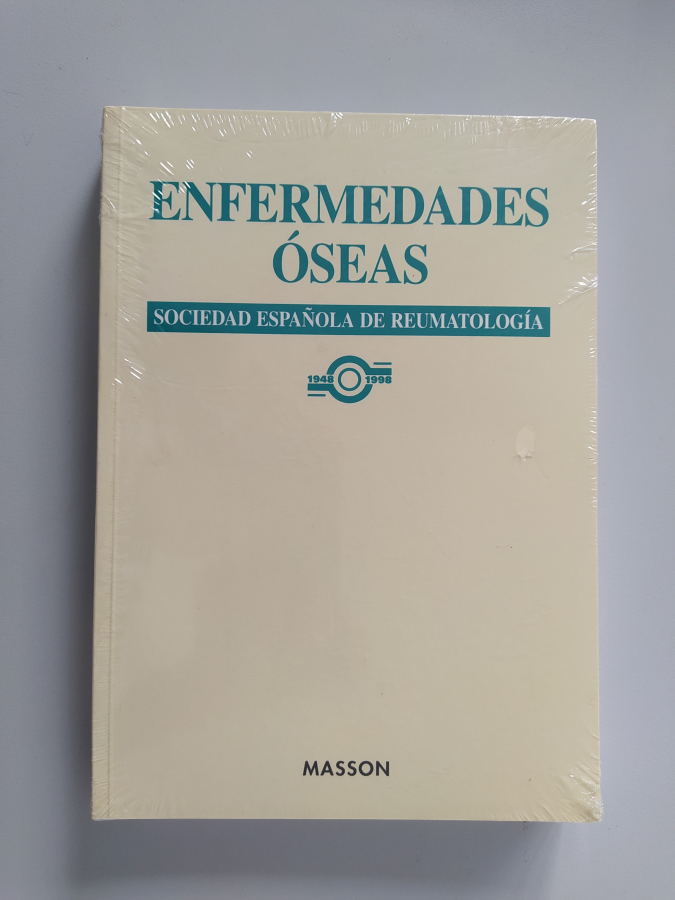 ENFERMEDADES
ÓSEAS
SOCIEDAD ESPAÑOLA DE REUMATOLOGÍA
1948 1998
MASSON